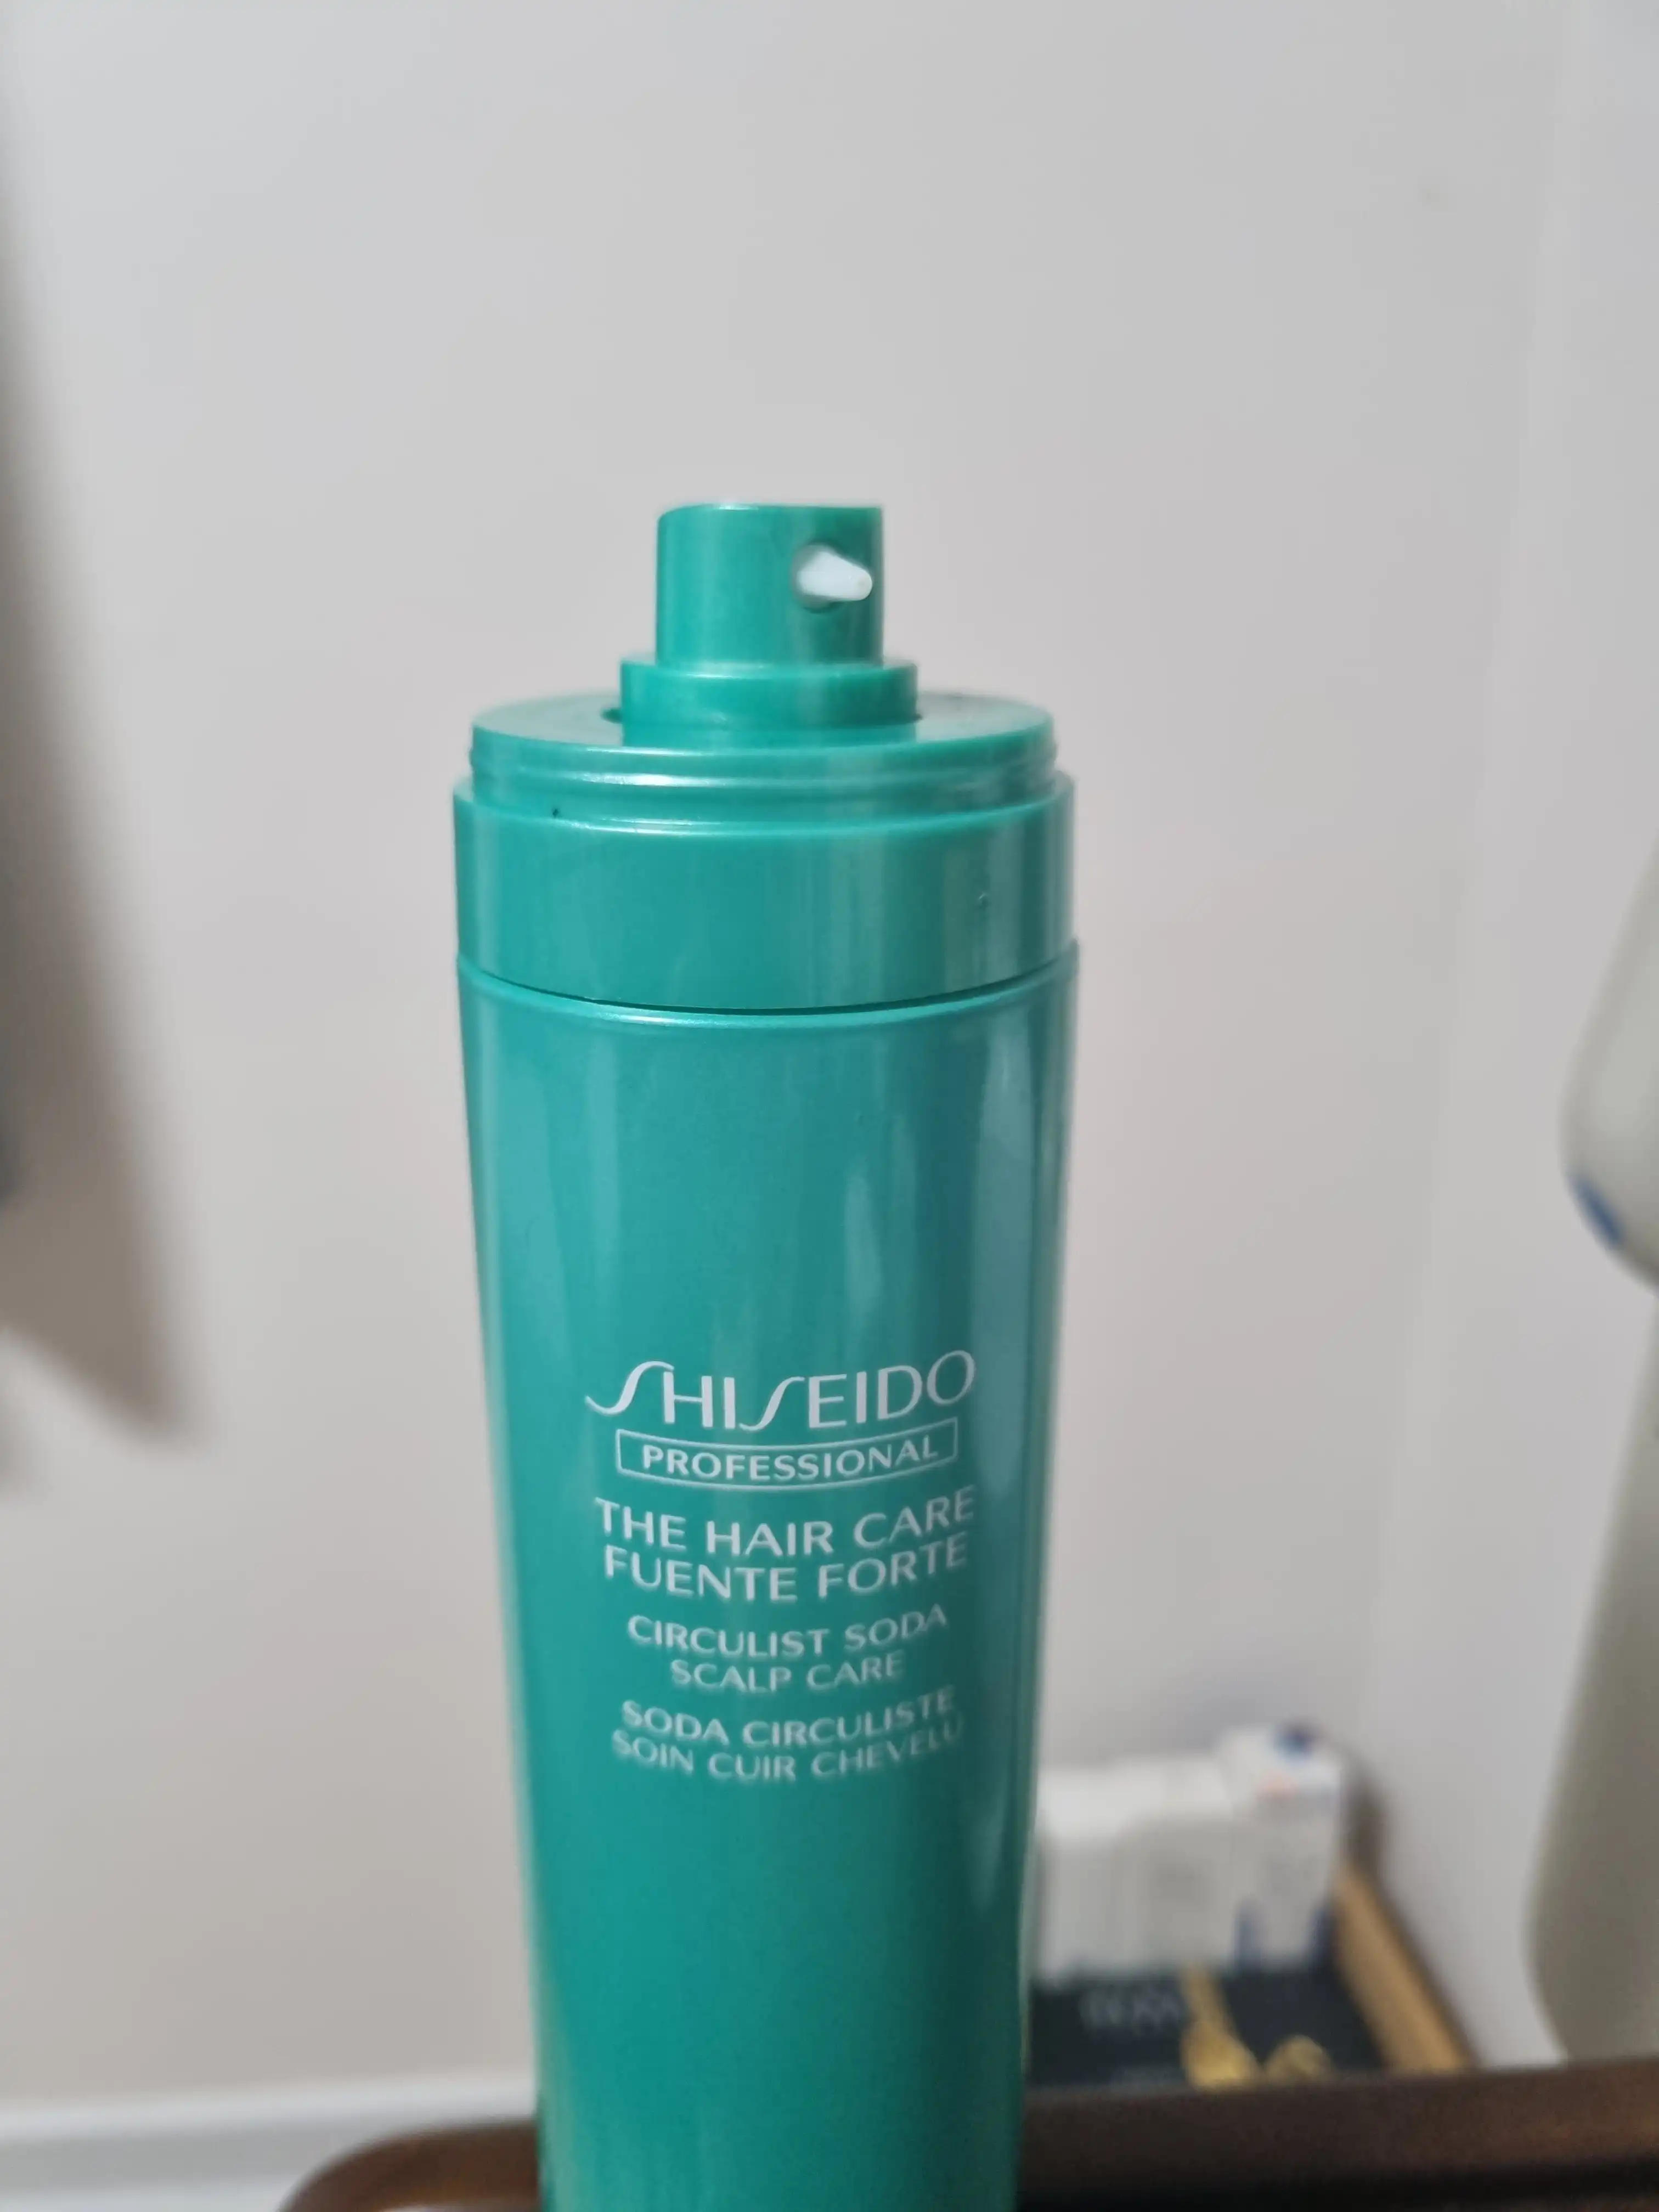 SHISEIDO
PROFESSIONAL
THE HAIR CARE
FUENTE FORTE
CIRCULIST SODA
SCALP CARE
SODA CIRCULISTE
SOIN CUIR CHEVELU